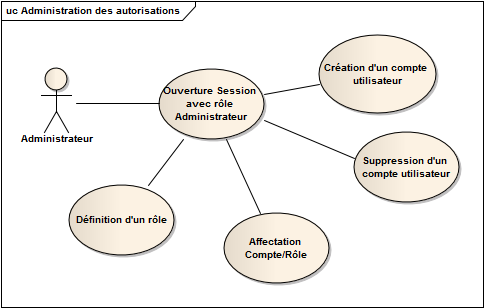 uc Administration des autorisations
Création d'un compte
utilisateur
Ouverture Session
avec rôle
Administrateur
Administrateur
Suppression d'un
compte utilisateur
Définition d'un rôle
Affectation
Compte/Rôle